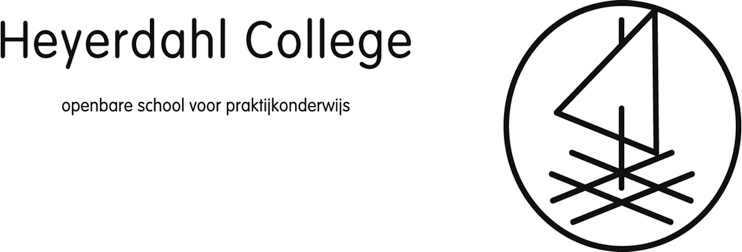 Heyerdahl College
openbare school voor praktijkonderwijs